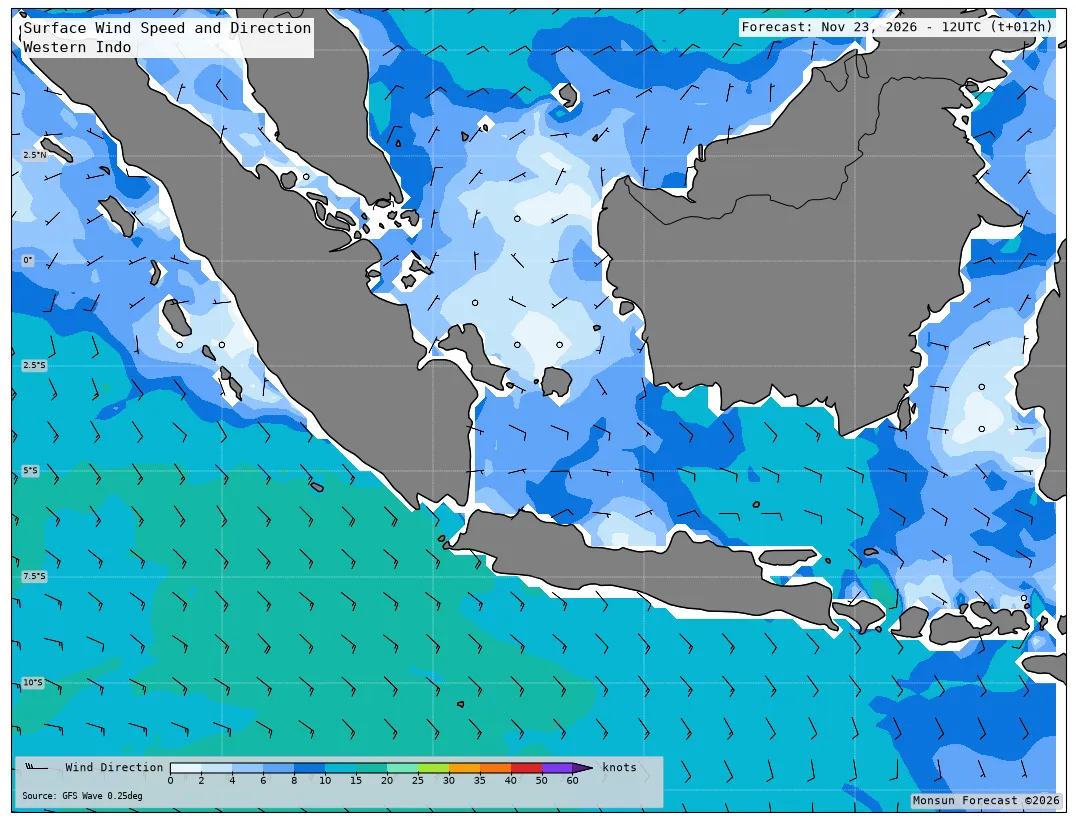 Surface Wind Speed and Direction
Western Indo
Forecast: Nov 23, 2026 - 12UTC (t+012h)
2.5°N
0°
2.5°S
5°S
7.5°S
10°S
Wind Direction
0 2 4 6 8 10 15 20 25 30 35 40 50 60
knots
Source: GFS Wave 0.25deg
Monsun Forecast ©2026